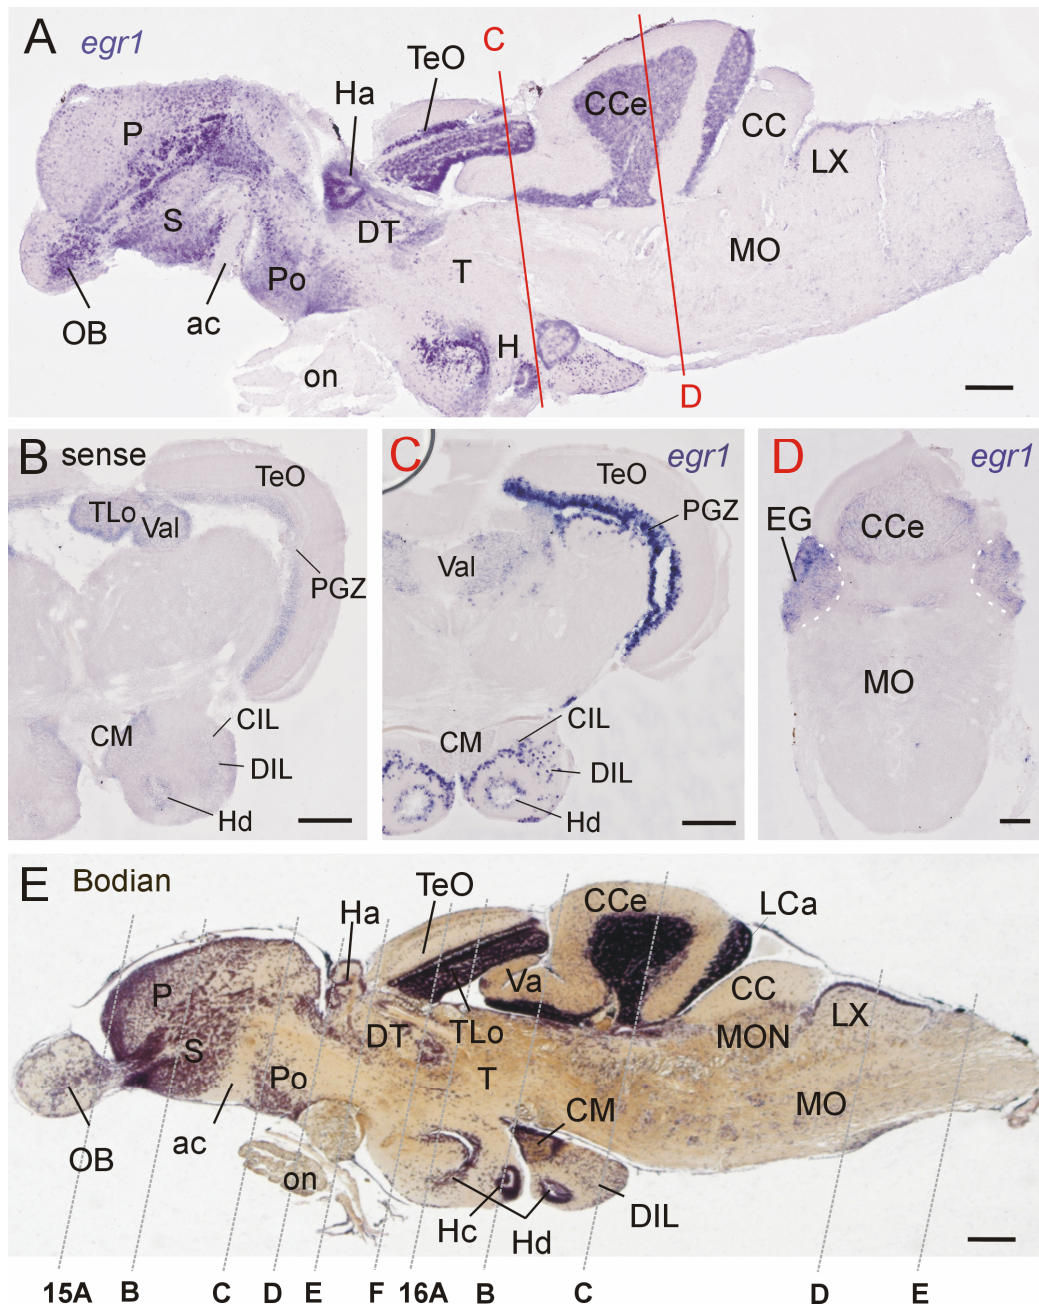 A
egr1
P
Ha
TeO
C
CCe
CC
LX
S
DT
Po
T
MO
OB
ac
on
H
D
B
sense
TeO
TLo
Val
PGZ
CM
CIL
DIL
Hd
C
egr1
TeO
PGZ
Val
CM
CIL
DIL
Hd
D
egr1
EG
CCe
MO
E
Bodian
Ha
TeO
CCe
LCa
P
Va
CC
LX
S
DT
TLo
MON
Po
T
MO
OB
ac
CM
on
Hc
Hd
DIL
15A B C D E F 16A B C D E